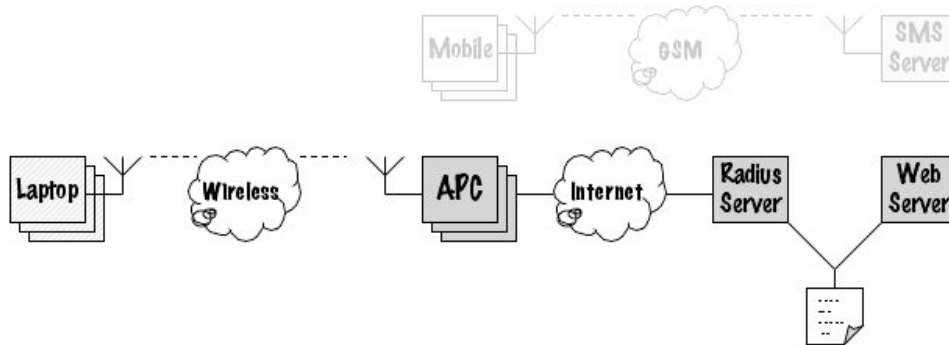 Mobile
GSM
SMS
Server
Laptop
Wireless
APC
Internet
Radius
Server
Web
Server